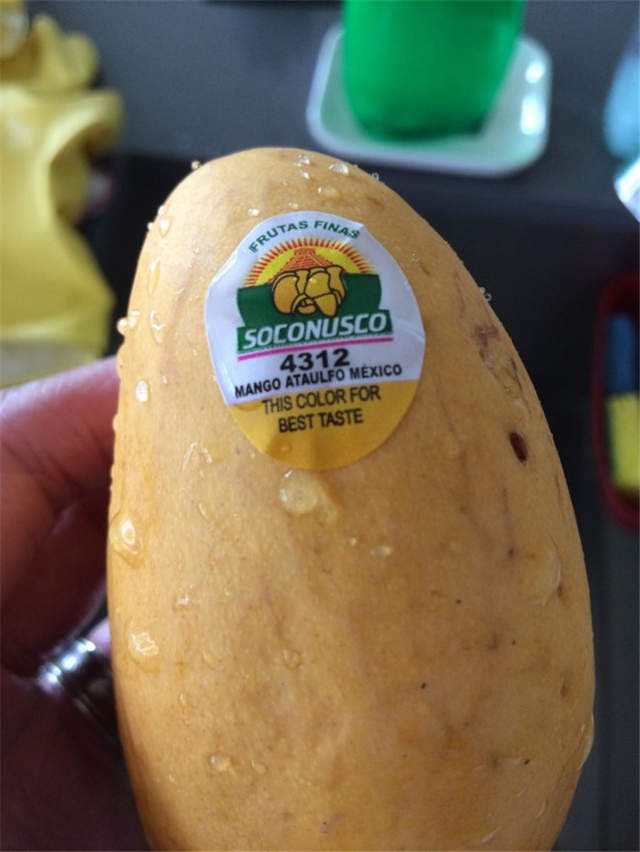 FRUTAS FINAS
SOCONUSCO
4312
MANGO ATAULFO MÉXICO
THIS COLOR FOR
BEST TASTE